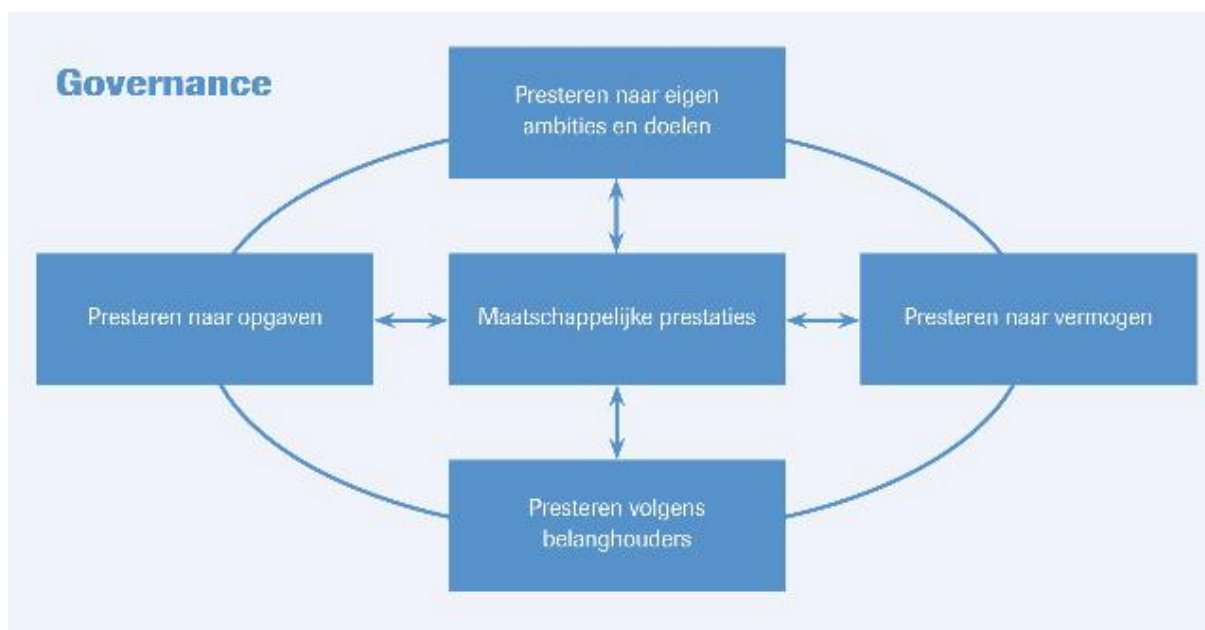 Governance
Presteren naar eigen
ambities en doelen
Presteren naar opgaven
Maatschappelijke prestaties
Presteren naar vermogen
Presteren volgens
belanghouders